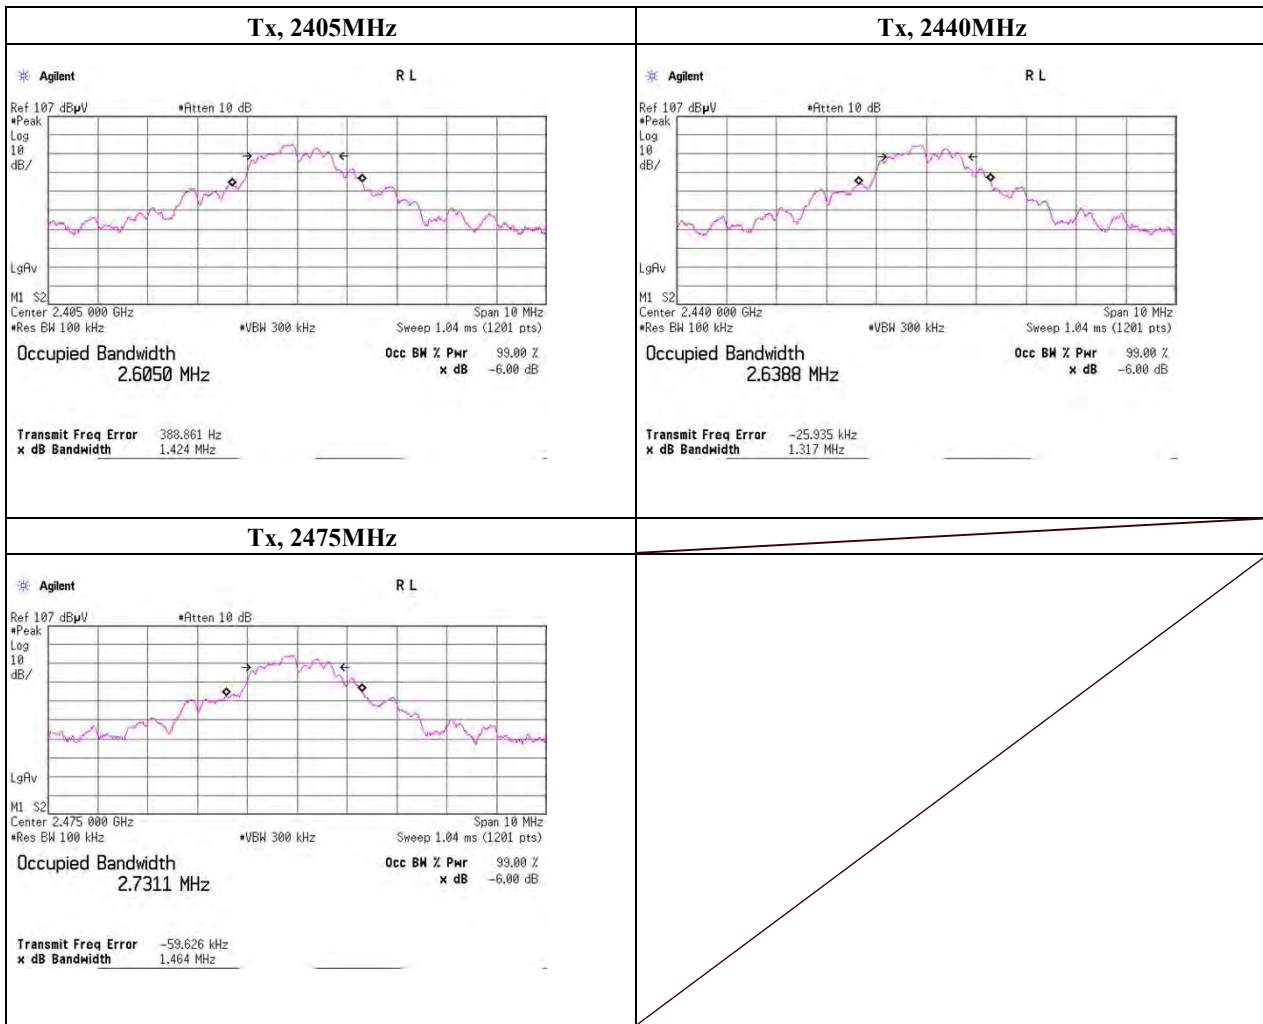 Tx, 2405MHz
Agilent R L
Ref 107 dBµV #Atten 10 dB
#Peak
Log
10
dB/
LgAv
M1 S2
Center 2.405 000 GHz Span 10 MHz
#Res BW 100 kHz #VBW 300 kHz Sweep 1.04 ms (1201 pts)
Occupied Bandwidth Occ BW % Pwr 99.00 %
2.6050 MHz x dB -6.00 dB
Transmit Freq Error 388.861 Hz
x dB Bandwidth 1.424 MHz
Tx, 2440MHz
Agilent R L
Ref 107 dBµV #Atten 10 dB
#Peak
Log
10
dB/
LgAv
M1 S2
Center 2.440 000 GHz Span 10 MHz
#Res BW 100 kHz #VBW 300 kHz Sweep 1.04 ms (1201 pts)
Occupied Bandwidth Occ BW % Pwr 99.00 %
2.6388 MHz x dB -6.00 dB
Transmit Freq Error -25.935 kHz
x dB Bandwidth 1.317 MHz
Tx, 2475MHz
Agilent R L
Ref 107 dBµV #Atten 10 dB
#Peak
Log
10
dB/
LgAv
M1 S2
Center 2.475 000 GHz Span 10 MHz
#Res BW 100 kHz #VBW 300 kHz Sweep 1.04 ms (1201 pts)
Occupied Bandwidth Occ BW % Pwr 99.00 %
2.7311 MHz x dB -6.00 dB
Transmit Freq Error -59.626 kHz
x dB Bandwidth 1.464 MHz